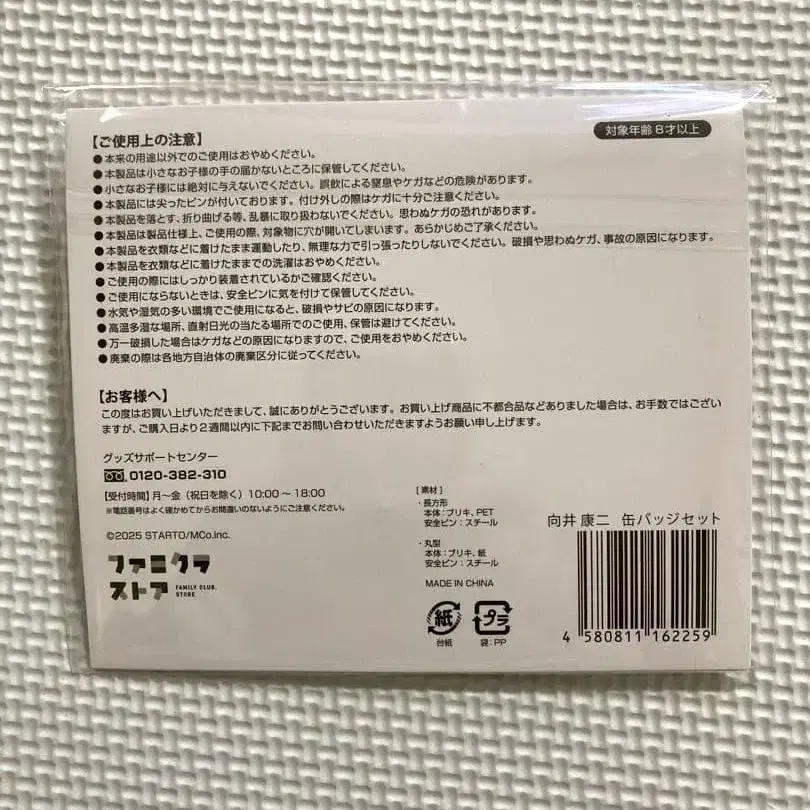 【ご使用上の注意】
対象年齢 8才以上
●本来の用途以外でのご使用はおやめください。
●本製品は小さなお子様の手の届かないところに保管してください。
●小さなお子様には絶対に与えないでください。誤飲による窒息やケガなどの危険があります。
●本製品には尖ったピンが付いております。付け外しの際はケガに十分ご注意ください。
●本製品を落とす、折り曲げる等、乱暴に取り扱わないでください。思わぬケガの恐れがあります。
●本製品は製品仕様上、ご使用の際、対象物に穴が開いてしまいます。あらかじめご了承ください。
●本製品を衣類などに着けたまま運動したり、無理な力で引っ張ったりしないでください。破損や思わぬケガ、事故の原因になります。
●本製品を衣類などに着けたままでの洗濯はおやめください。
●ご使用の際にはしっかり装着されているかご確認ください。
●ご使用にならないときは、安全ピンに気を付けて保管してください。
●水気や湿気の多い環境でご使用になると、破損やサビの原因になります。
●高温多湿な場所、直射日光の当たる場所でのご使用、保管は避けてください。
●万一破損した場合はケガなどの原因になりますので、ご使用をおやめください。
●廃棄の際は各地方自治体の廃棄区分に従ってください。
【お客様へ】
この度はお買い上げいただきまして、誠にありがとうございます。お買い上げ商品に不都合品などありました場合は、お手数ではござい
ますが、ご購入日より2週間以内に下記までお問い合わせいただきますようお願い申し上げます。
グッズサポートセンター
0120-382-310
【受付時間】月〜金（祝日を除く）10:00〜18:00
※電話番号はよく確かめてからお間違いのないようにご注意ください。
©2025 STARTO/MCo.inc.
ファミクラ
ストア
FAMILY CLUB.
STORE
[素材]
・長方形
本体：ブリキ、PET
安全ピン：スチール
・丸型
本体：ブリキ、紙
安全ピン：スチール
MADE IN CHINA
紙
台紙
プラ
袋：PP
向井 康二 缶バッジセット
4 580811 162259